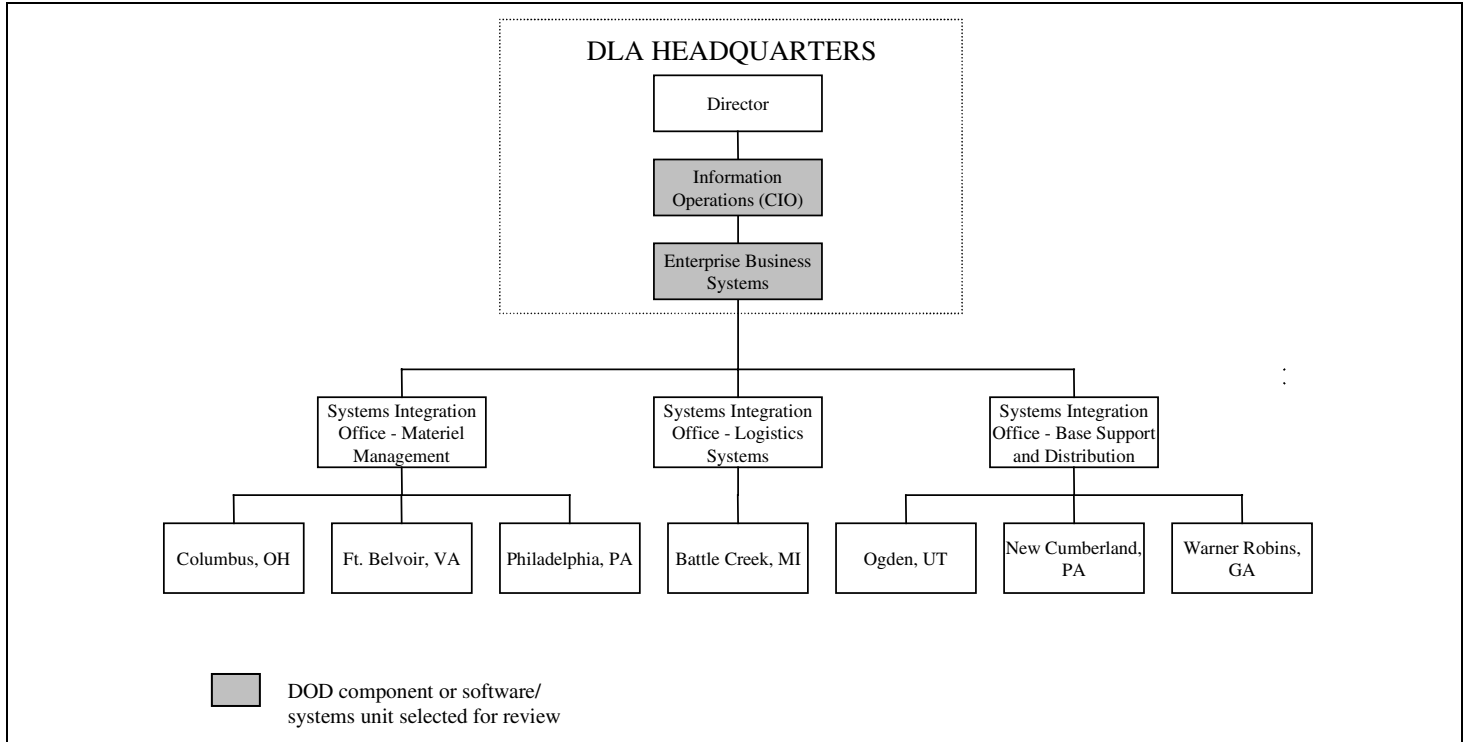 DLA HEADQUARTERS
Director
Information
Operations (CIO)
Enterprise Business
Systems
Systems Integration
Office - Materiel
Management
Systems Integration
Office - Logistics
Systems
Systems Integration
Office - Base Support
and Distribution
Columbus, OH
Ft. Belvoir, VA
Philadelphia, PA
Battle Creek, MI
Ogden, UT
New Cumberland,
PA
Warner Robins,
GA
DOD component or software/
systems unit selected for review